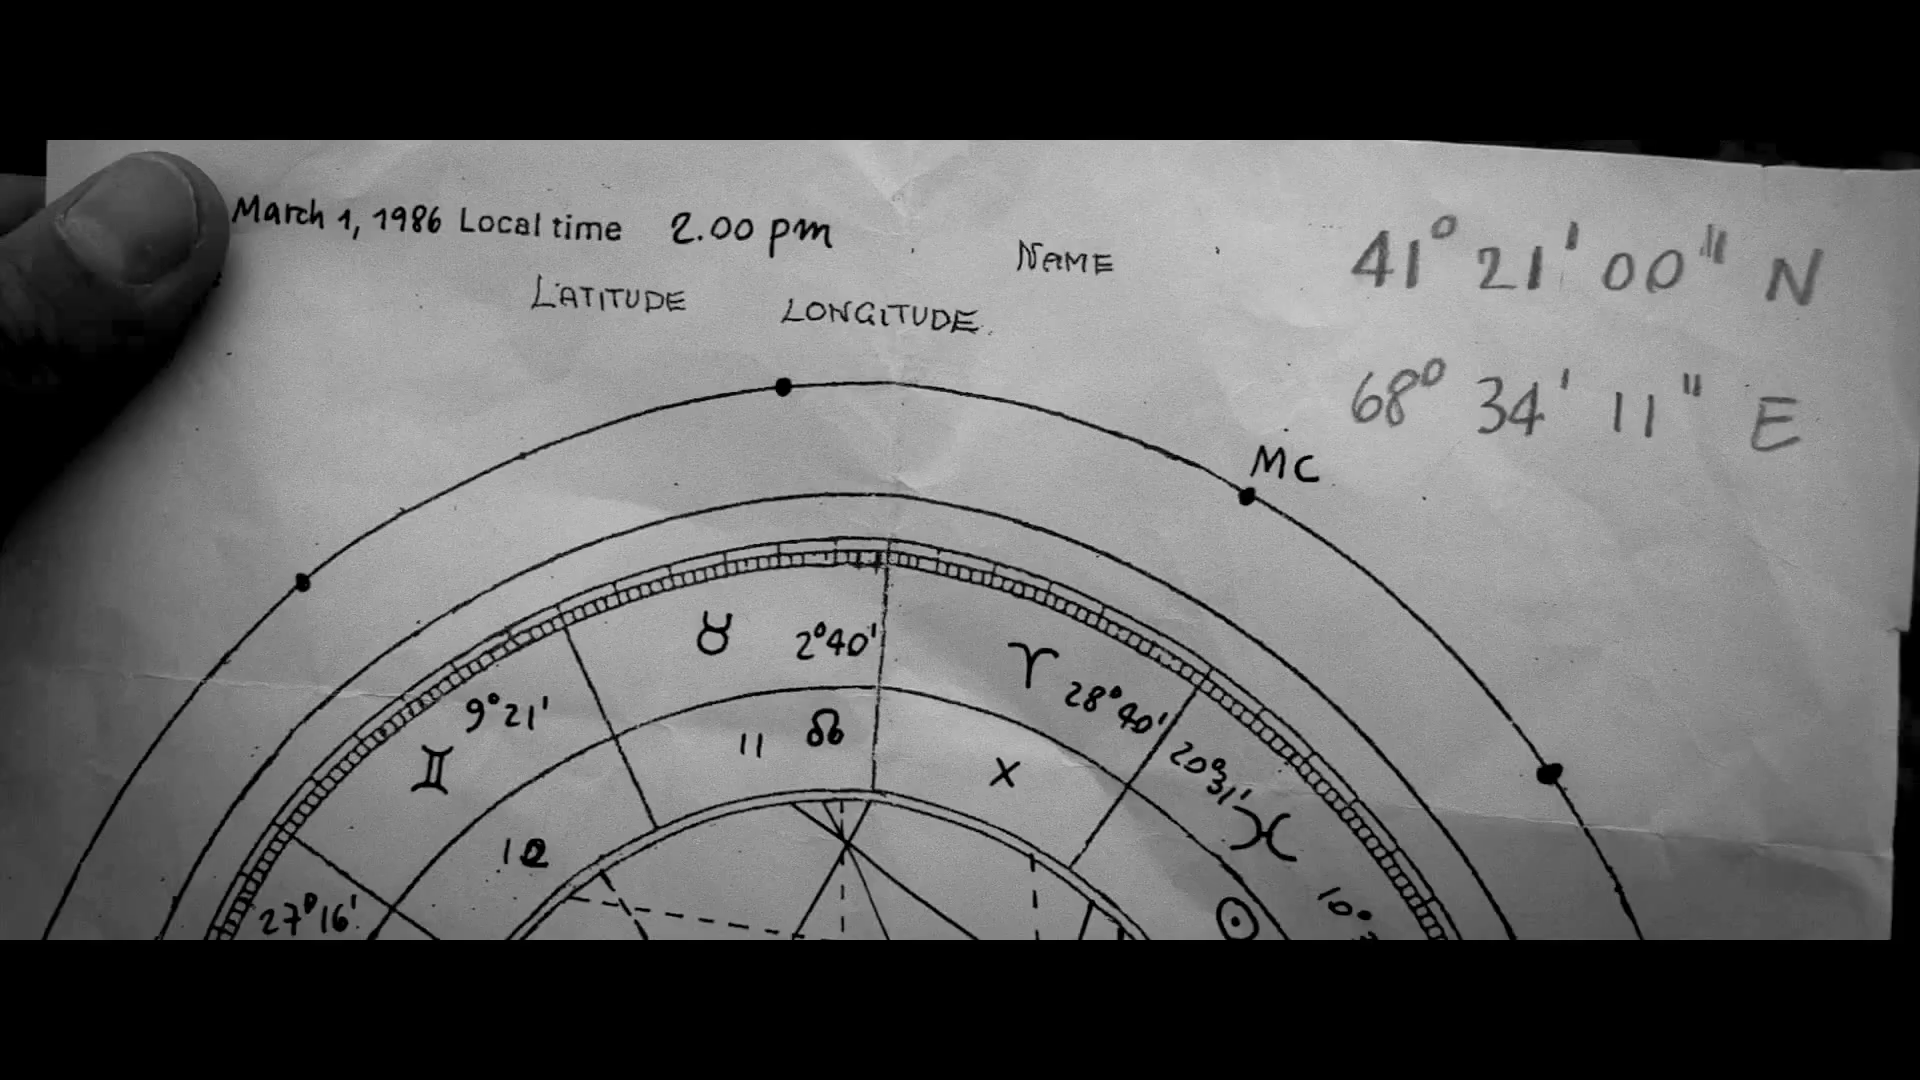 March 1, 1986 Local time 2.00 pm
NAME
LATITUDE LONGITUDE
41° 21' 00" N
68° 34' 11" E
MC
♉ 2°40'
♈ 28°40'
9°21' ♊
11 ☊
X
20°31' ♓
12
27°16'
☉
10°